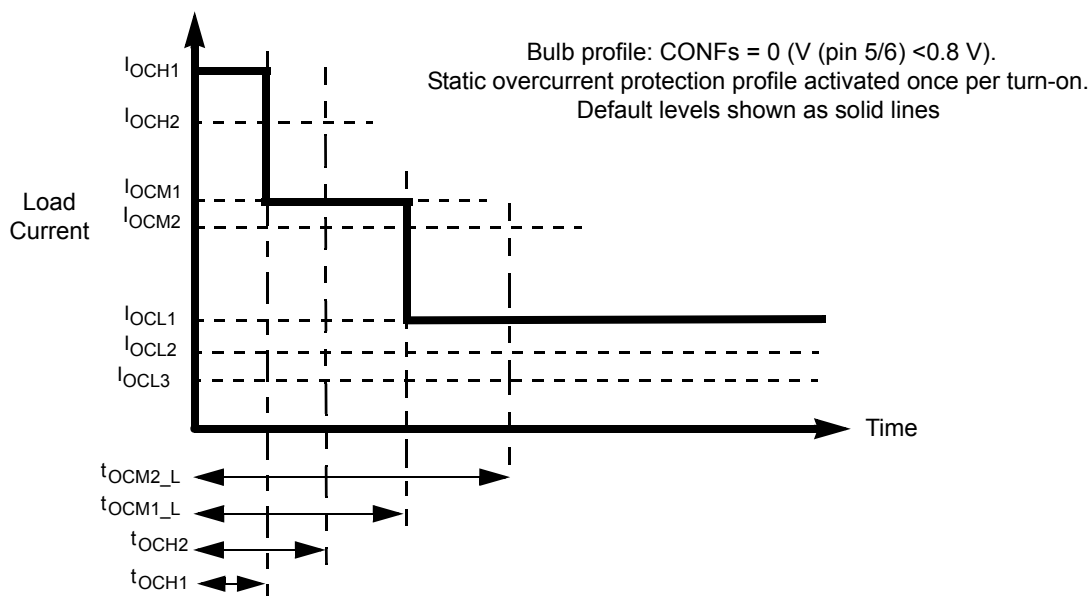 Bulb profile: CONFs = 0 (V (pin 5/6) <0.8 V).
Static overcurrent protection profile activated once per turn-on.
Default levels shown as solid lines
IOCH1
IOCH2
IOCM1
IOCM2
Load
Current
IOCL1
IOCL2
IOCL3
Time
tOCM2_L
tOCM1_L
tOCH2
tOCH1